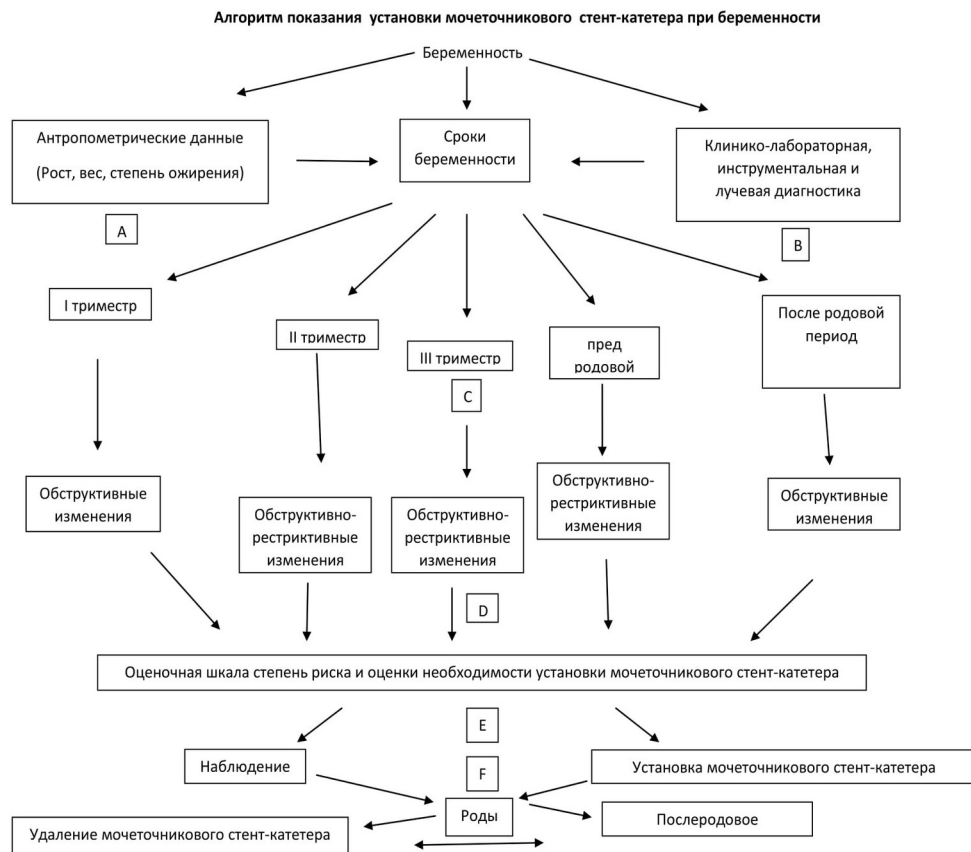 Алгоритм показания установки мочеточникового стент-катетера при беременности
Беременность
Антропометрические данные
(Рост, вес, степень ожирения)
Сроки
беременности
Клинико-лабораторная,
инструментальная и
лучевая диагностика
A
B
I триместр
II триместр
III триместр
пред
родовой
После родовой
период
C
Обструктивные
изменения
Обструктивно-
рестриктивные
изменения
Обструктивно-
рестриктивные
изменения
Обструктивно-
рестриктивные
изменения
Обструктивные
изменения
D
Оценочная шкала степень риска и оценки необходимости установки мочеточникового стент-катетера
E
Наблюдение
F
Установка мочеточникового стент-катетера
Роды
Удаление мочеточникового стент-катетера
Послеродовое